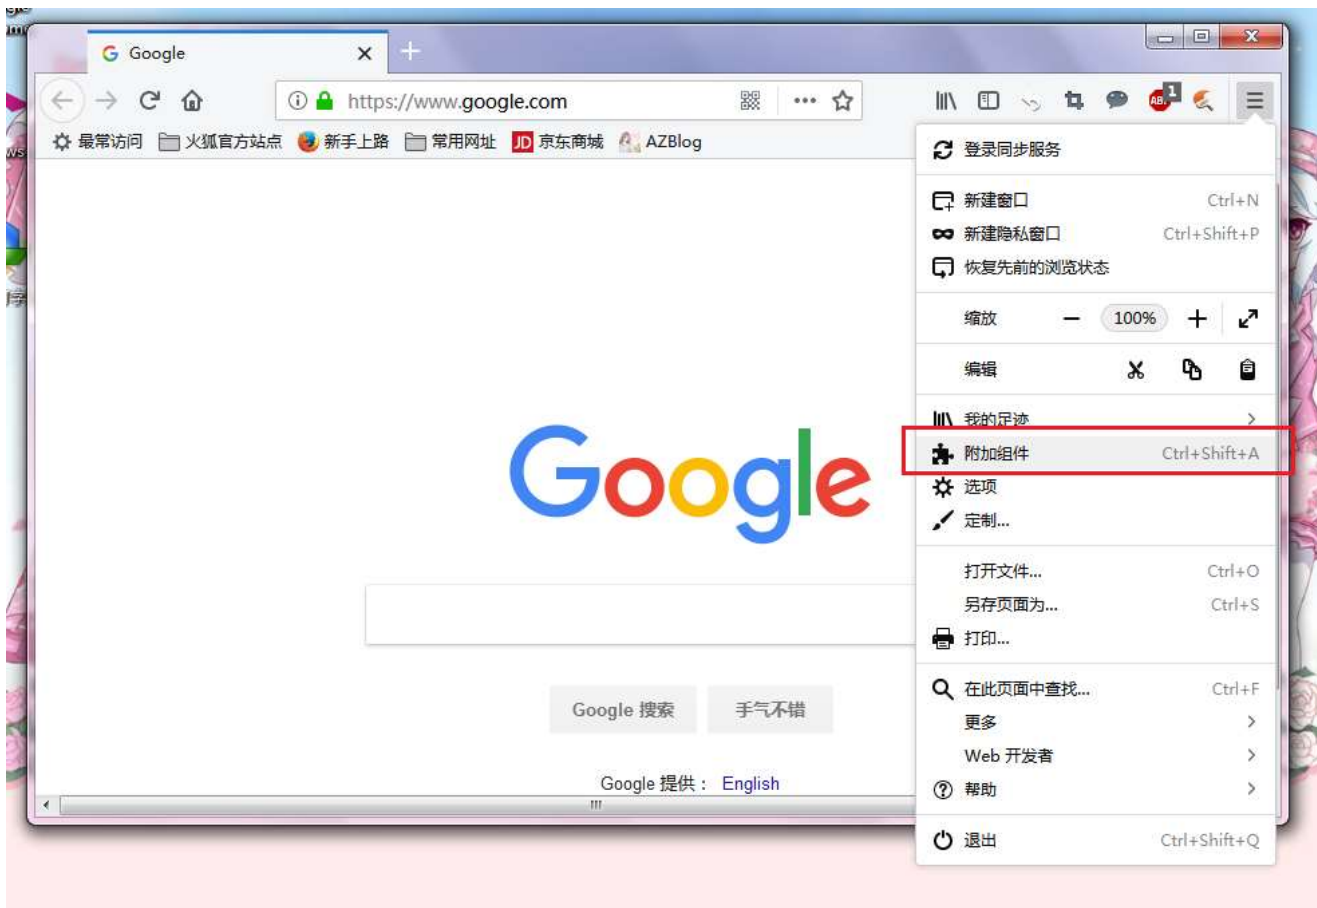 Google
https://www.google.com
1
最常访问 火狐官方站点 新手上路 常用网址 JD 京东商城 AZBlog
登录同步服务
新建窗口 Ctrl+N
新建隐私窗口 Ctrl+Shift+P
恢复先前的浏览状态
缩放 100%
编辑
我的足迹
附加组件 Ctrl+Shift+A
选项
定制...
打开文件... Ctrl+O
另存页面为... Ctrl+S
打印...
在此页面中查找... Ctrl+F
更多
Web 开发者
帮助
退出 Ctrl+Shift+Q
Google
Google 搜索 手气不错
Google 提供： English